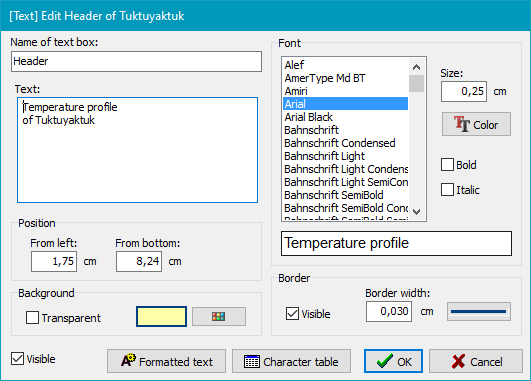 [Text] Edit Header of Tuktuyaktuk
Name of text box:
Header
Text:
Temperature profile
of Tuktuyaktuk
Position
From left:
From bottom:
1,75 cm
8,24 cm
Background
Transparent
Visible
Font
Alef
AmerType Md BT
Amiri
Arial
Arial Black
Bahnschrift
Bahnschrift Condensed
Bahnschrift Light
Bahnschrift Light Condens
Bahnschrift Light SemiCon
Bahnschrift SemiBold
Bahnschrift SemiBold Cond
Size:
0,25 cm
Color
Bold
Italic
Temperature profile
Border
Visible
Border width:
0,030 cm
Formatted text
Character table
OK
Cancel